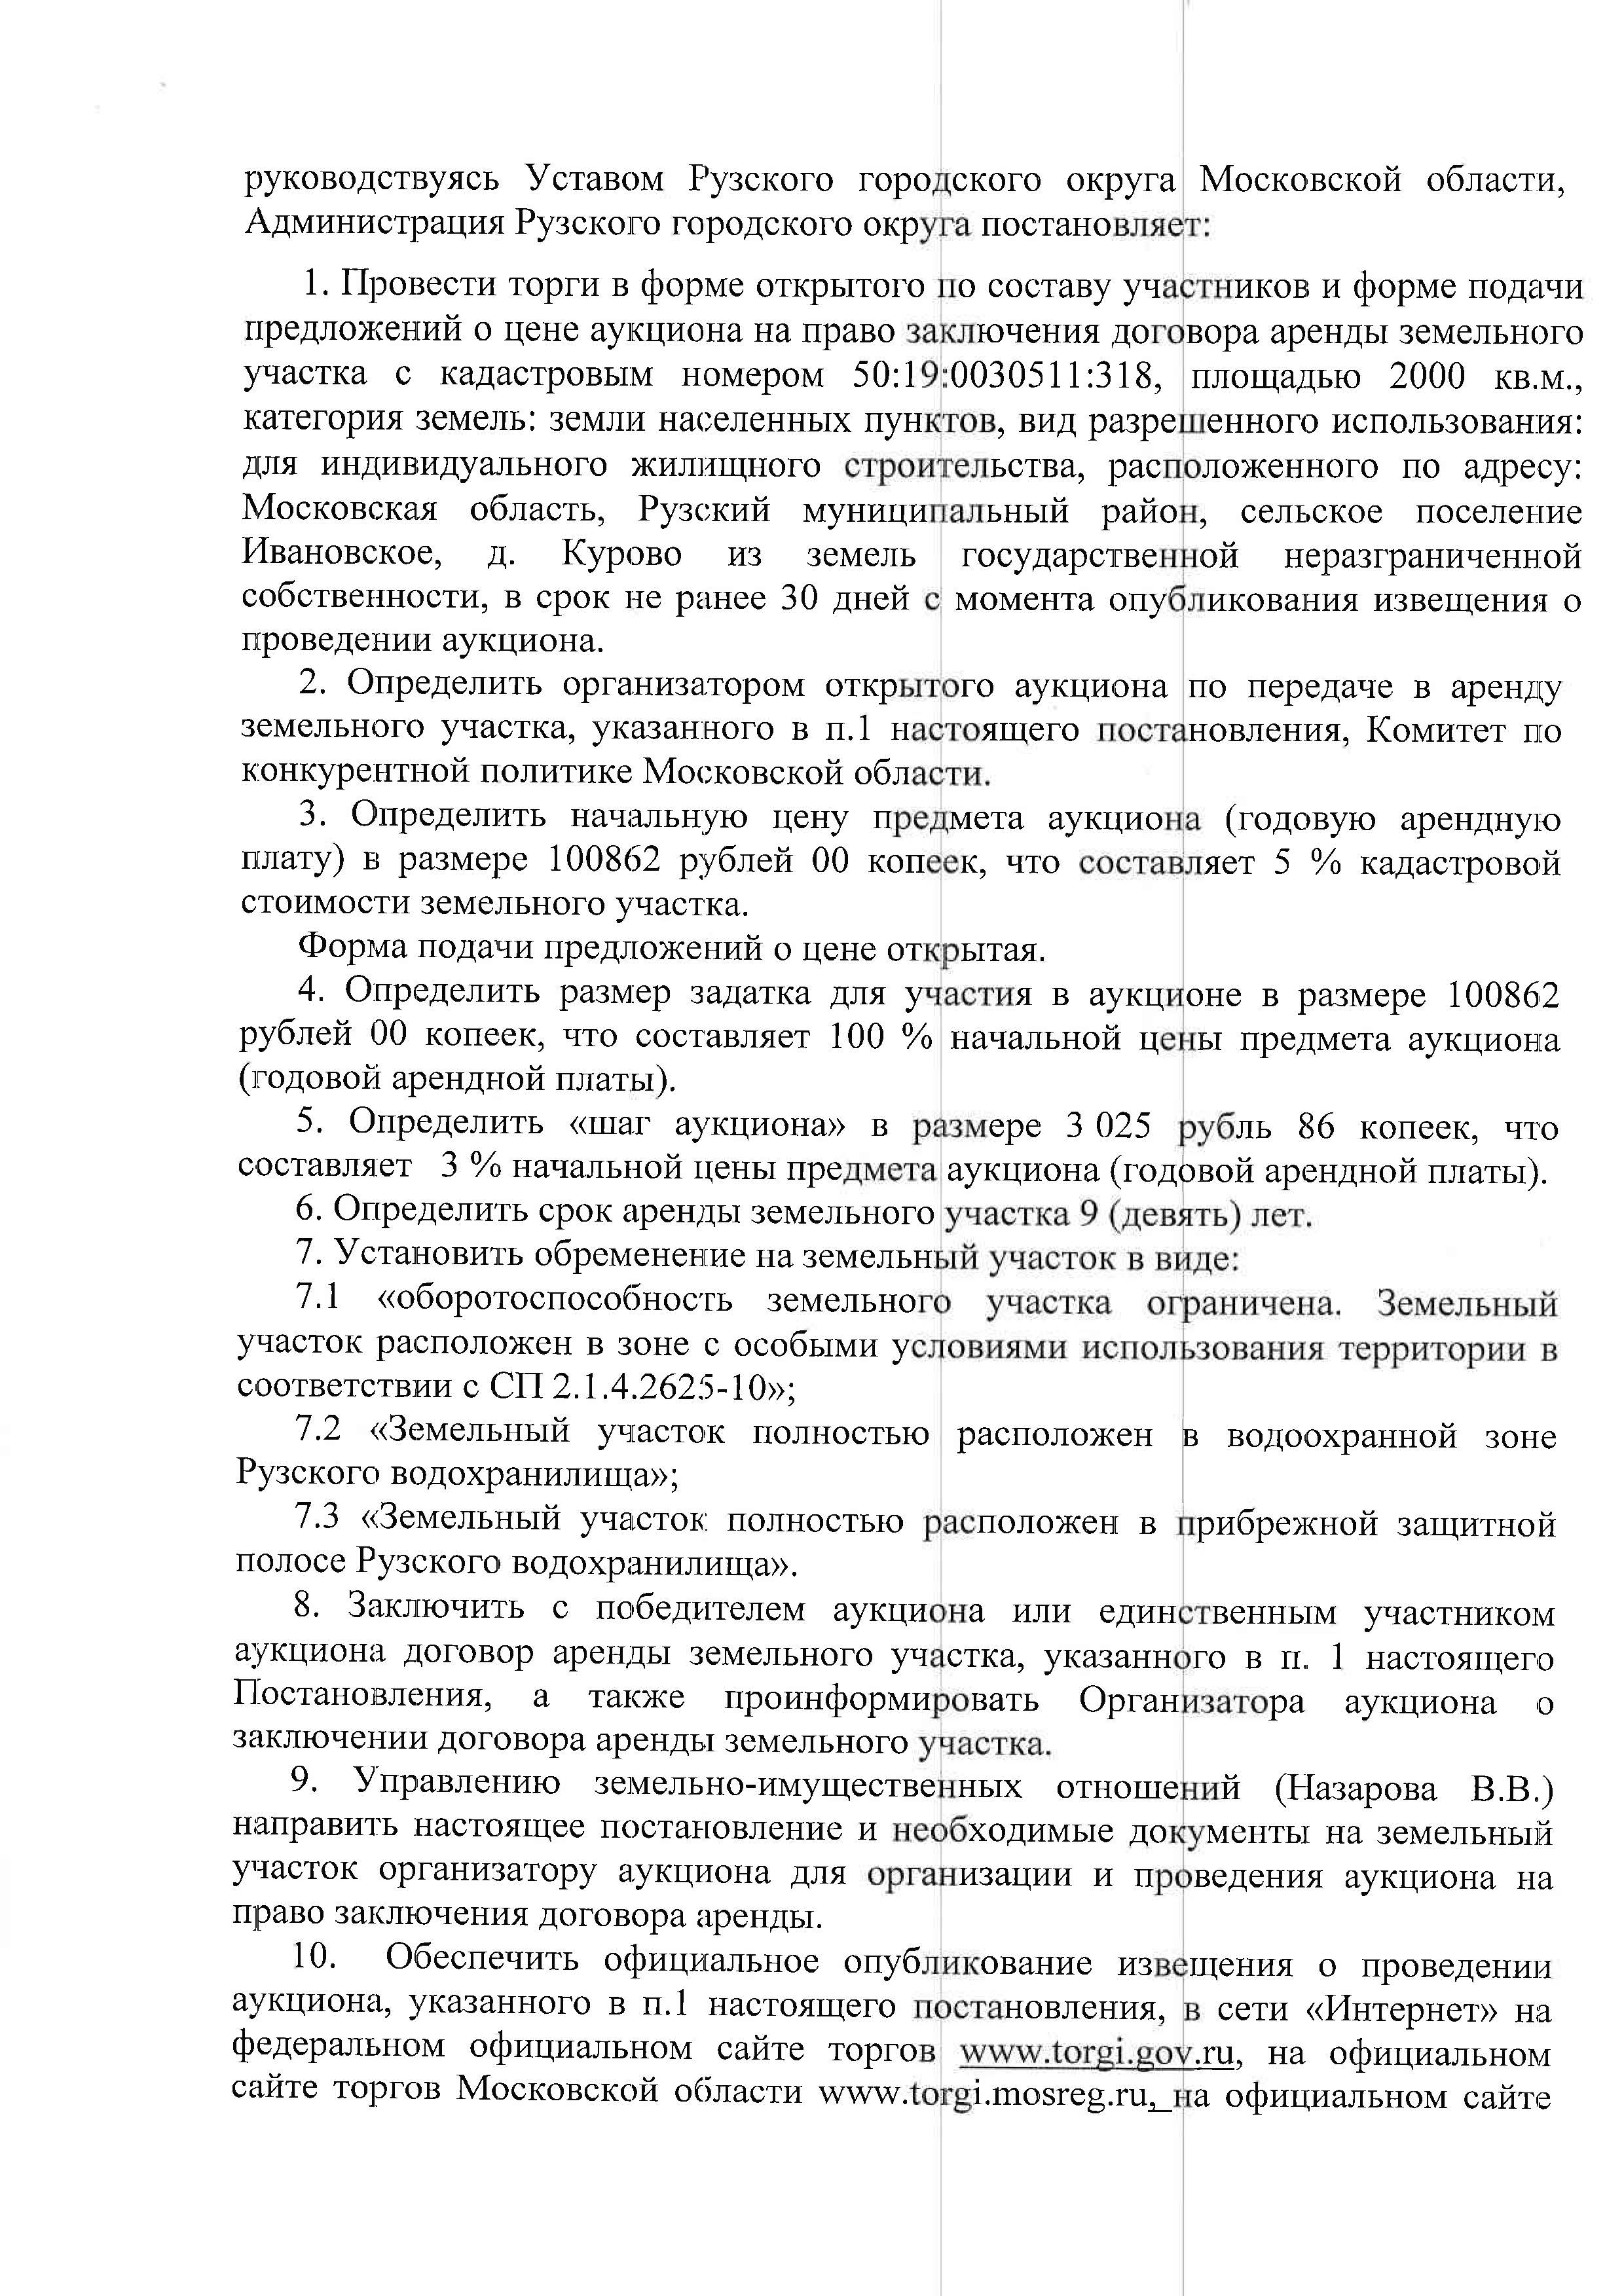 руководствуясь Уставом Рузского городского округа Московской области,
Администрация Рузского городского округа постановляет:
1. Провести торги в форме открытого по составу участников и форме подачи
предложений о цене аукциона на право заключения договора аренды земельного
участка с кадастровым номером 50:19:0030511:318, площадью 2000 кв.м.,
категория земель: земли населенных пунктов, вид разрешенного использования:
для индивидуального жилищного строительства, расположенного по адресу:
Московская область, Рузский муниципальный район, сельское поселение
Ивановское, д. Курово из земель государственной неразграниченной
собственности, в срок не ранее 30 дней с момента опубликования извещения о
проведении аукциона.
2. Определить организатором открытого аукциона по передаче в аренду
земельного участка, указанного в п.1 настоящего постановления, Комитет по
конкурентной политике Московской области.
3. Определить начальную цену предмета аукциона (годовую арендную
плату) в размере 100862 рублей 00 копеек, что составляет 5 % кадастровой
стоимости земельного участка.
Форма подачи предложений о цене открытая.
4. Определить размер задатка для участия в аукционе в размере 100862
рублей 00 копеек, что составляет 100 % начальной цены предмета аукциона
(годовой арендной платы).
5. Определить «шаг аукциона» в размере 3 025 рубль 86 копеек, что
составляет 3 % начальной цены предмета аукциона (годовой арендной платы).
6. Определить срок аренды земельного участка 9 (девять) лет.
7. Установить обременение на земельный участок в виде:
7.1 «оборотоспособность земельного участка ограничена. Земельный
участок расположен в зоне с особыми условиями использования территории в
соответствии с СП 2.1.4.2625-10»;
7.2 «Земельный участок полностью расположен в водоохранной зоне
Рузского водохранилища»;
7.3 «Земельный участок полностью расположен в прибрежной защитной
полосе Рузского водохранилища».
8. Заключить с победителем аукциона или единственным участником
аукциона договор аренды земельного участка, указанного в п. 1 настоящего
Постановления, а также проинформировать Организатора аукциона о
заключении договора аренды земельного участка.
9. Управлению земельно-имущественных отношений (Назарова В.В.)
направить настоящее постановление и необходимые документы на земельный
участок организатору аукциона для организации и проведения аукциона на
право заключения договора аренды.
10. Обеспечить официальное опубликование извещения о проведении
аукциона, указанного в п.1 настоящего постановления, в сети «Интернет» на
федеральном официальном сайте торгов www.torgi.gov.ru, на официальном
сайте торгов Московской области www.torgi.mosreg.ru, на официальном сайте